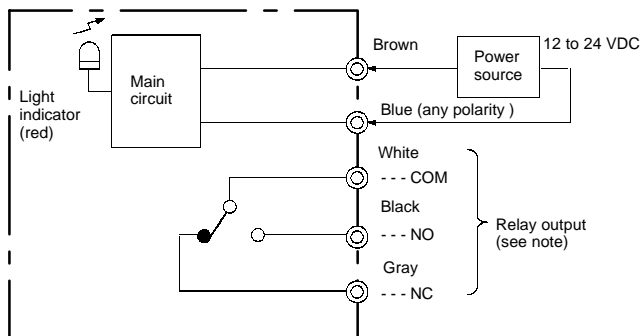 Brown
Power
source
12 to 24 VDC
Main
circuit
Light
indicator
(red)
Blue (any polarity )
White
- - - COM
Black
- - - NO
Relay output
(see note)
Gray
- - - NC